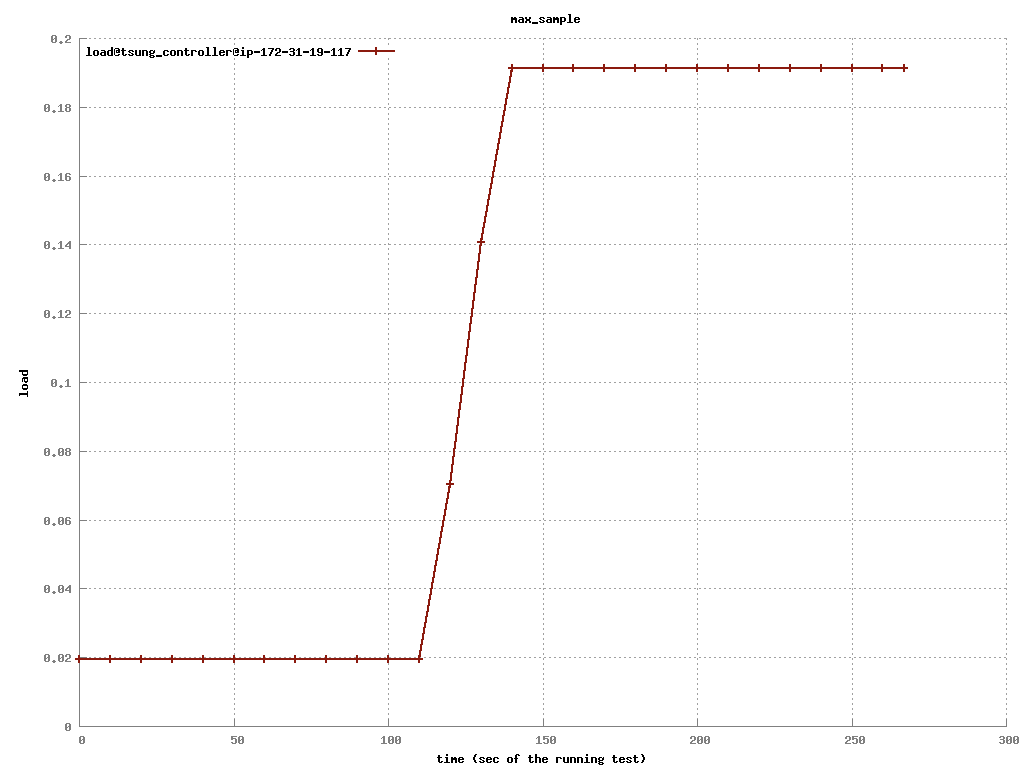 max_sample
load@tsung_controller@ip-172-31-19-117
0.2
0.18
0.16
0.14
0.12
0.1
0.08
0.06
0.04
0.02
0
load
0 50 100 150 200 250 300
time (sec of the running test)